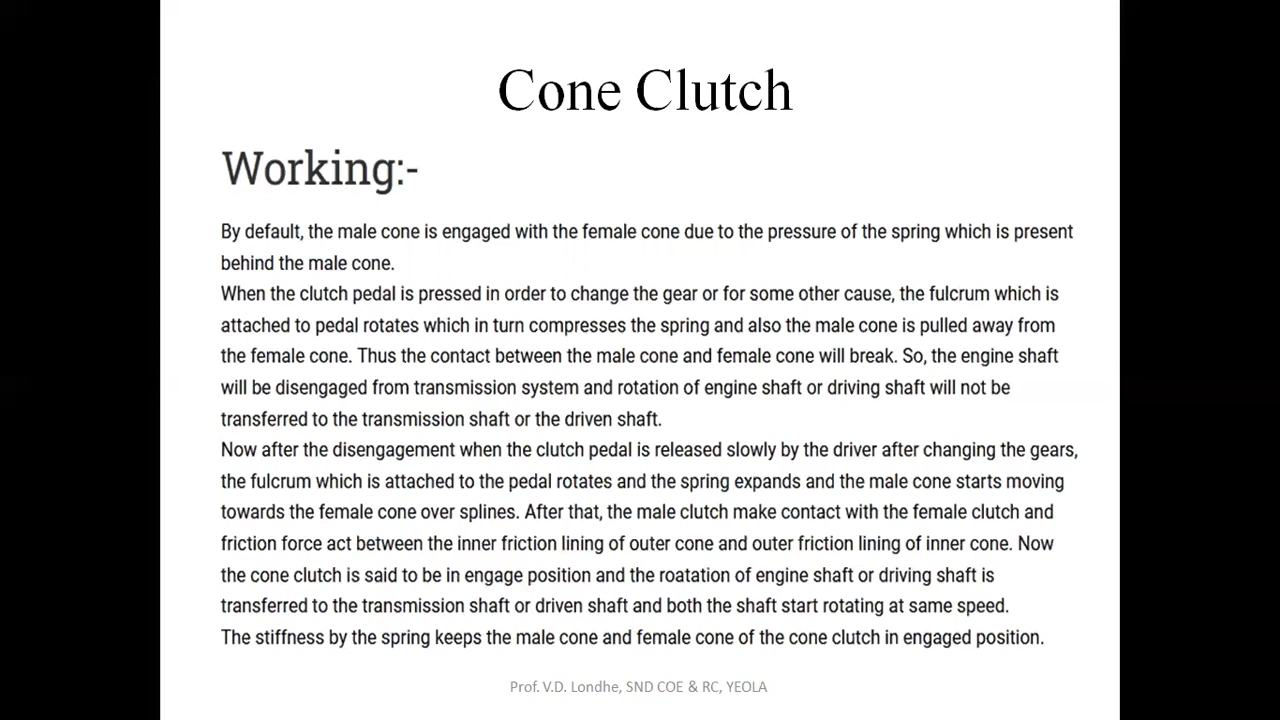 Cone Clutch
Working:-
By default, the male cone is engaged with the female cone due to the pressure of the spring which is present
behind the male cone.
When the clutch pedal is pressed in order to change the gear or for some other cause, the fulcrum which is
attached to pedal rotates which in turn compresses the spring and also the male cone is pulled away from
the female cone. Thus the contact between the male cone and female cone will break. So, the engine shaft
will be disengaged from transmission system and rotation of engine shaft or driving shaft will not be
transferred to the transmission shaft or the driven shaft.
Now after the disengagement when the clutch pedal is released slowly by the driver after changing the gears,
the fulcrum which is attached to the pedal rotates and the spring expands and the male cone starts moving
towards the female cone over splines. After that, the male clutch make contact with the female clutch and
friction force act between the inner friction lining of outer cone and outer friction lining of inner cone. Now
the cone clutch is said to be in engage position and the roatation of engine shaft or driving shaft is
transferred to the transmission shaft or driven shaft and both the shaft start rotating at same speed.
The stiffness by the spring keeps the male cone and female cone of the cone clutch in engaged position.
Prof. V.D. Londhe, SND COE & RC, YEOLA